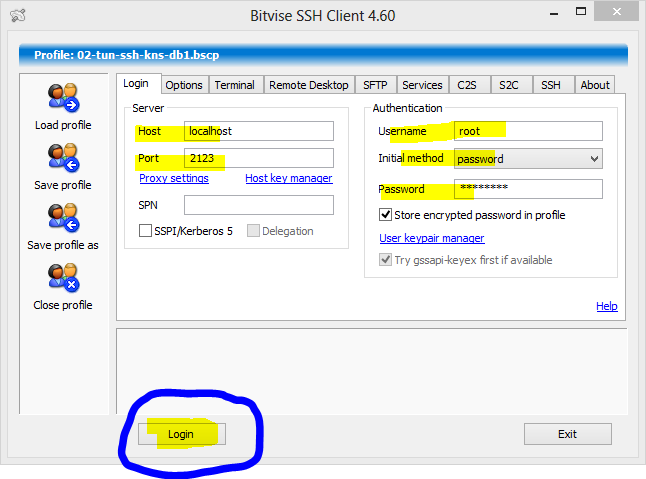 Bitvise SSH Client 4.60
Profile: 02-tun-ssh-kns-db1.bscp
Load profile
Save profile
Save profile as
Close profile
Login Options Terminal Remote Desktop SFTP Services C2S S2C SSH About
Server
Host localhost
Port 2123
Proxy settings Host key manager
SPN
SSPI/Kerberos 5 Delegation
Authentication
Username root
Initial method password
Password ********
Store encrypted password in profile
User keypair manager
Try gssapi-keyex first if available
Help
Login Exit